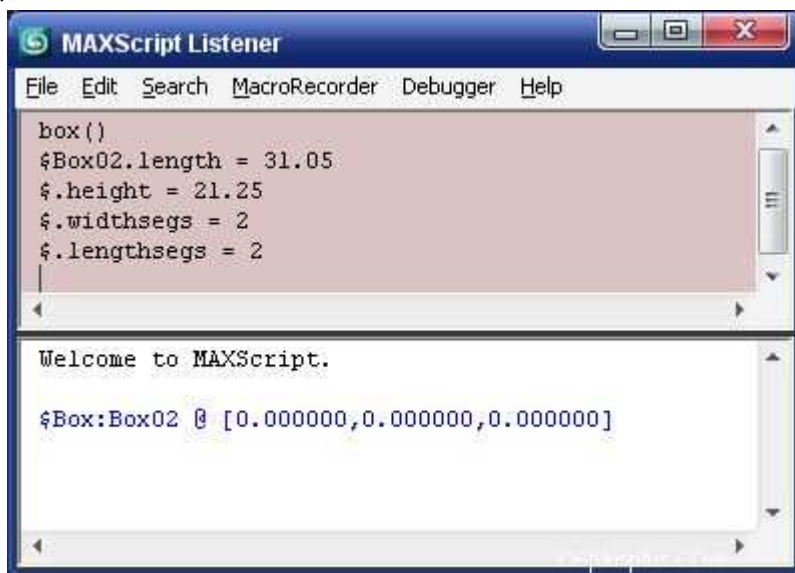 MAXScript Listener
File Edit Search MacroRecorder Debugger Help
box()
$Box02.length = 31.05
$.height = 21.25
$.widthsegs = 2
$.lengthsegs = 2
Welcome to MAXScript.
$Box:Box02 @ [0.000000,0.000000,0.000000]